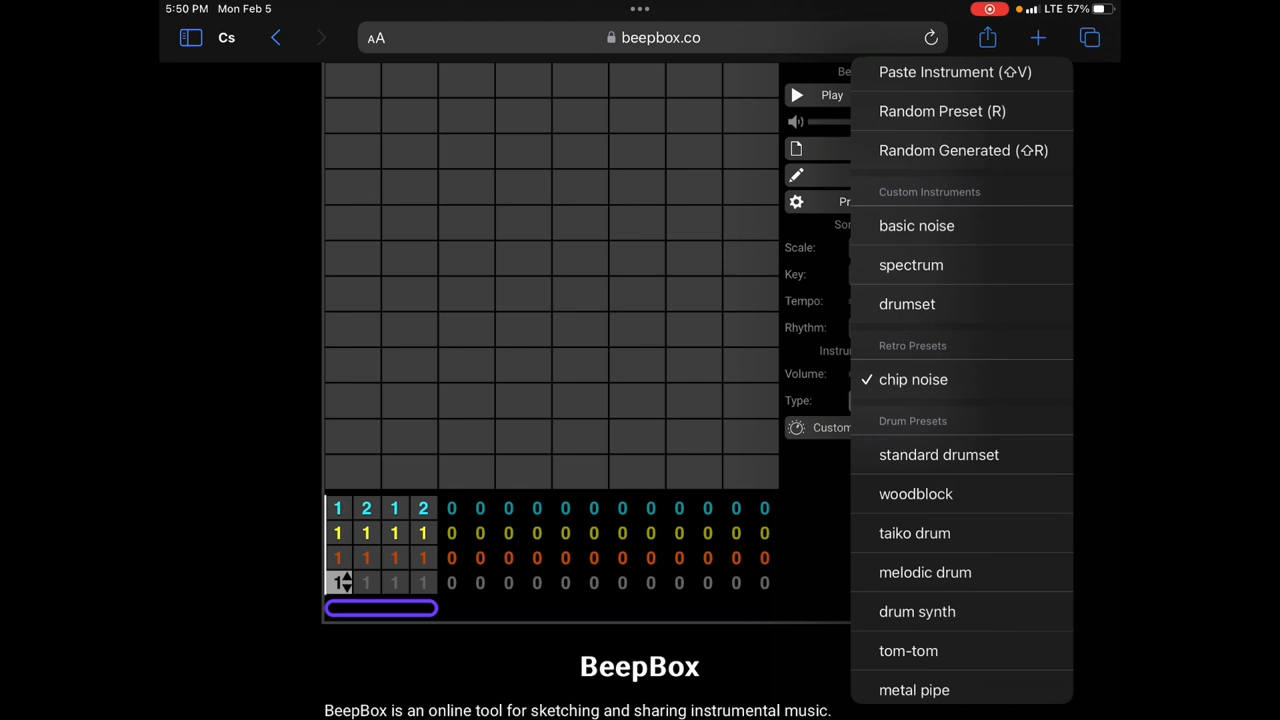 5:50 PM Mon Feb 5
LTE 57%
Cs
AA
beepbox.co
Be
Play
Pr
Son
Scale:
Key:
Tempo:
Rhythm:
Instru
Volume:
Type:
Custom
Paste Instrument (⇧V)
Random Preset (R)
Random Generated (⇧R)
Custom Instruments
basic noise
spectrum
drumset
Retro Presets
✓ chip noise
Drum Presets
standard drumset
woodblock
taiko drum
melodic drum
drum synth
tom-tom
metal pipe
1 2 1 2 0 0 0 0 0 0 0 0 0 0 0 0
1 1 1 1 0 0 0 0 0 0 0 0 0 0 0 0
1 1 1 1 0 0 0 0 0 0 0 0 0 0 0 0
1 1 1 1 0 0 0 0 0 0 0 0 0 0 0 0
BeepBox
BeepBox is an online tool for sketching and sharing instrumental music.